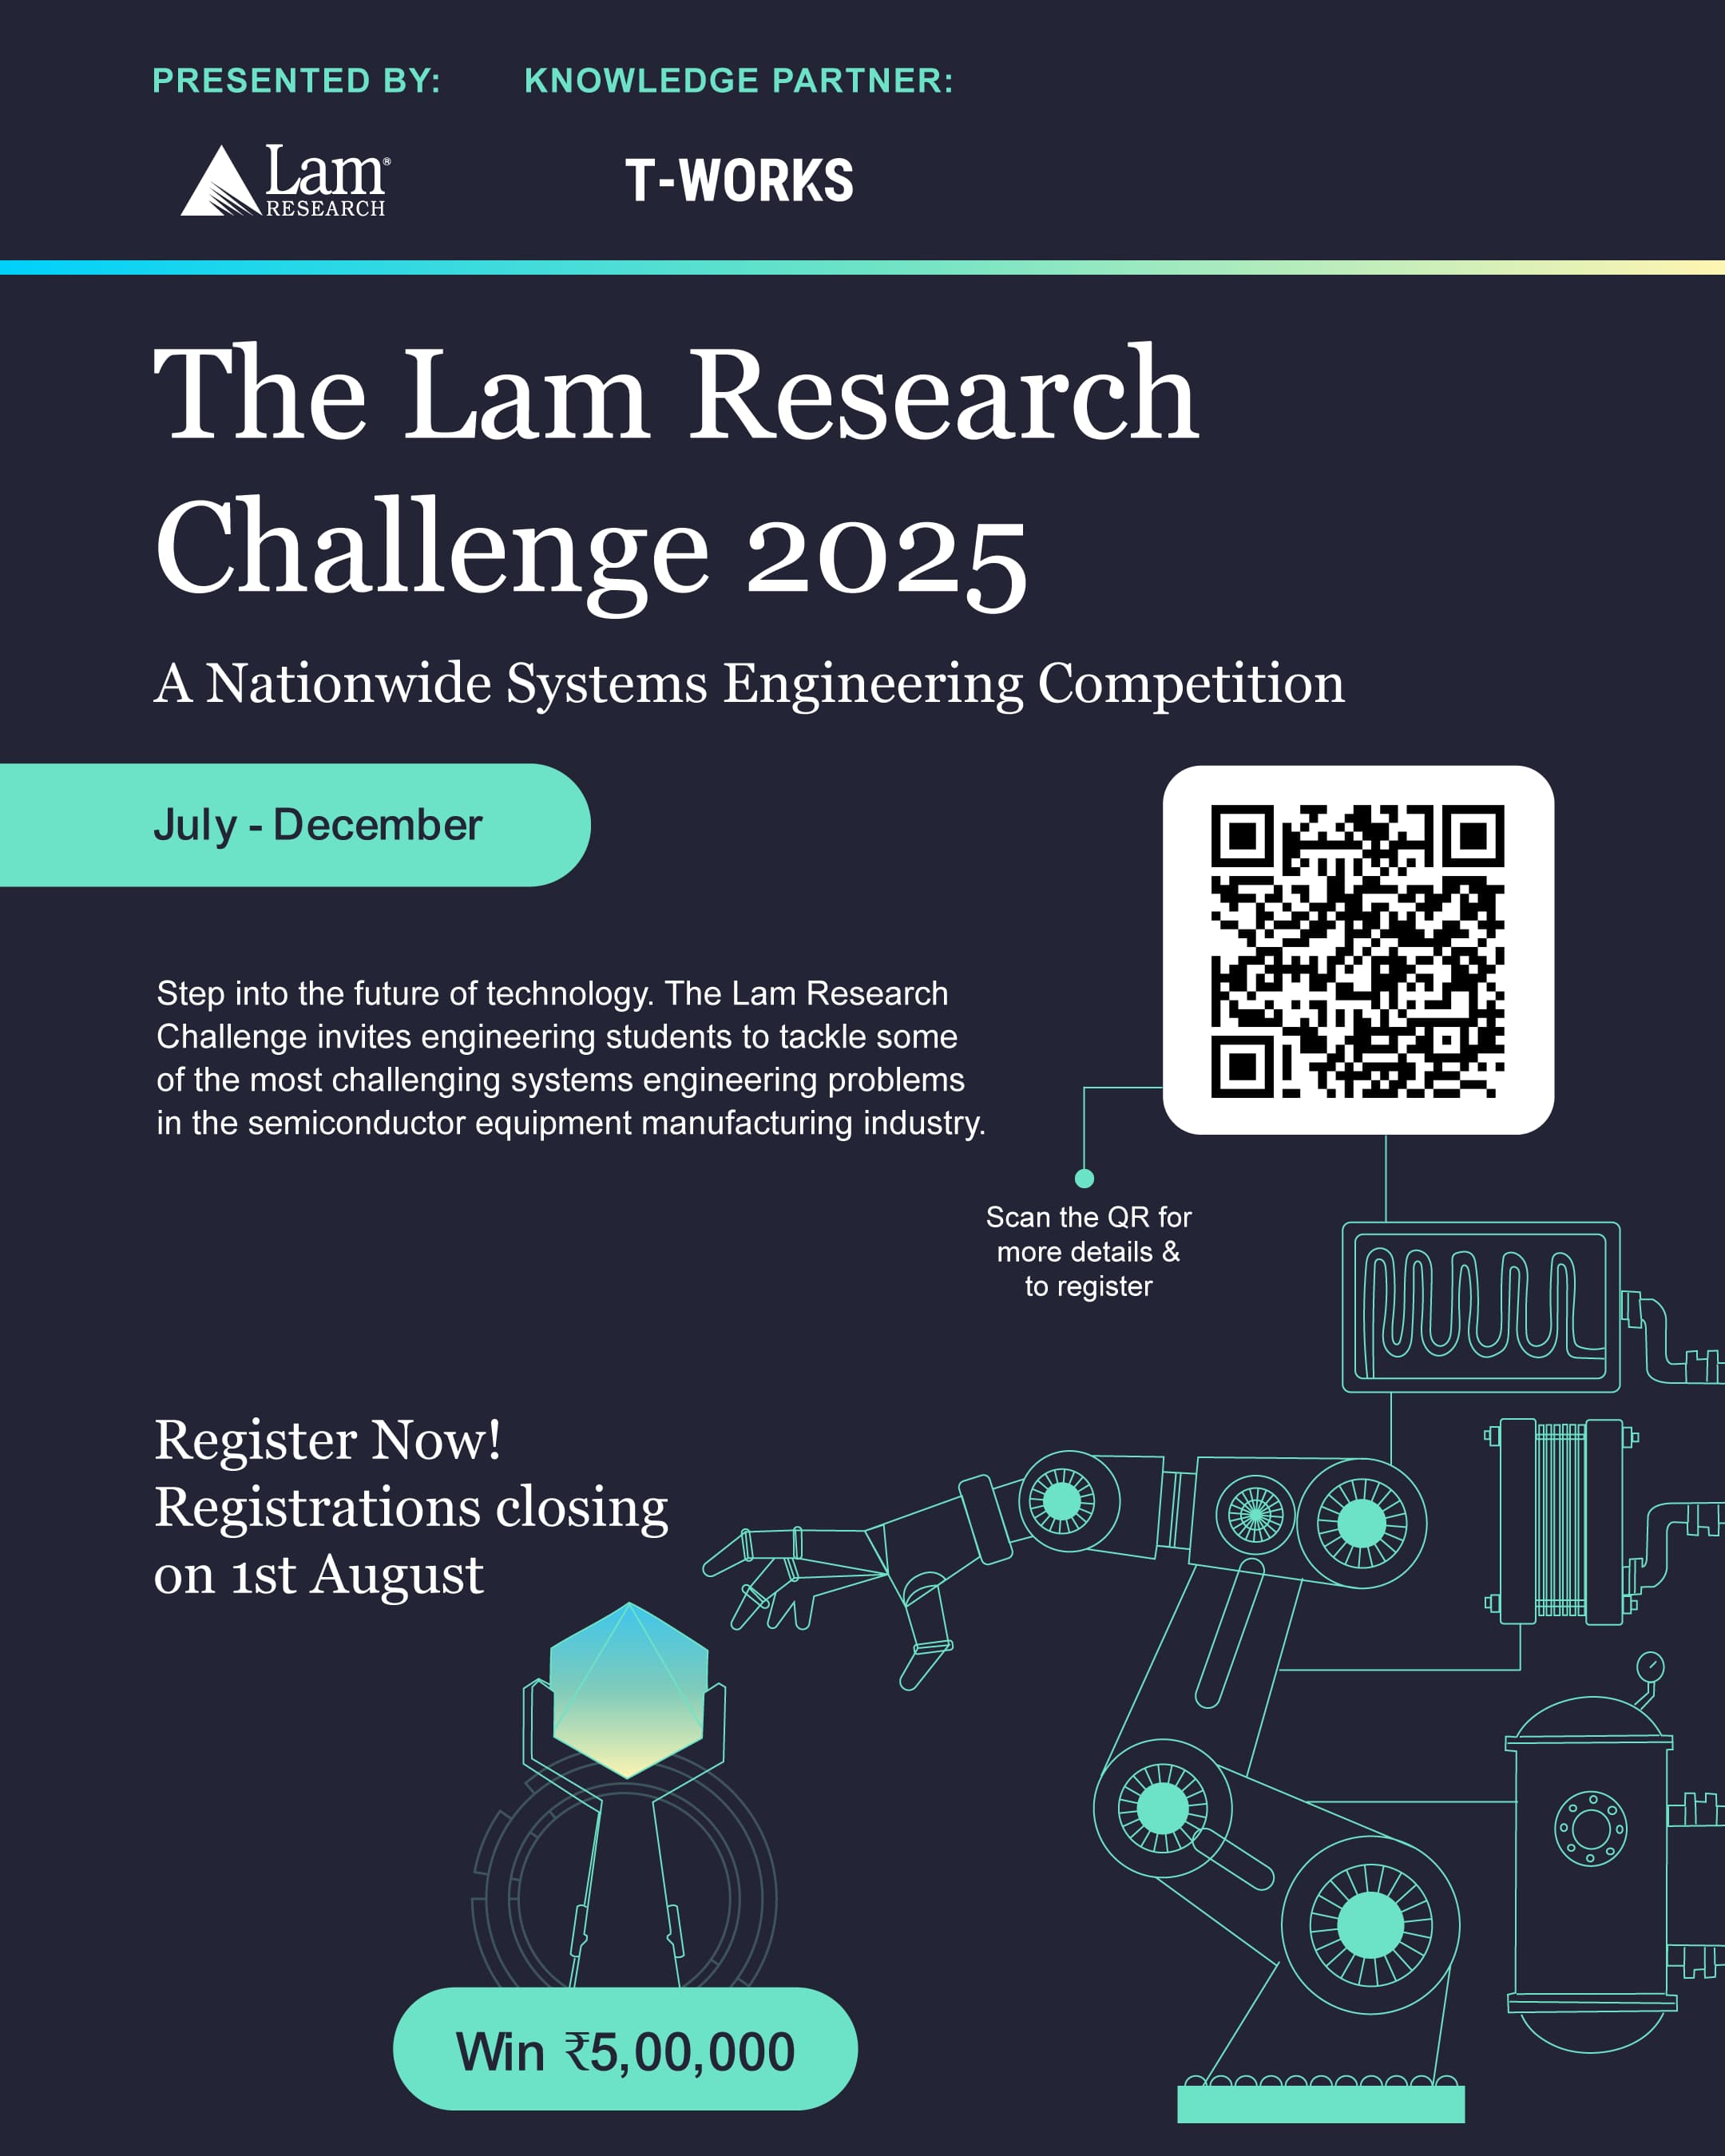 PRESENTED BY:
KNOWLEDGE PARTNER:
Lam®
RESEARCH
T-WORKS
The Lam Research
Challenge 2025
A Nationwide Systems Engineering Competition
July - December
Step into the future of technology. The Lam Research
Challenge invites engineering students to tackle some
of the most challenging systems engineering problems
in the semiconductor equipment manufacturing industry.
Scan the QR for
more details &
to register
Register Now!
Registrations closing
on 1st August
Win ₹5,00,000